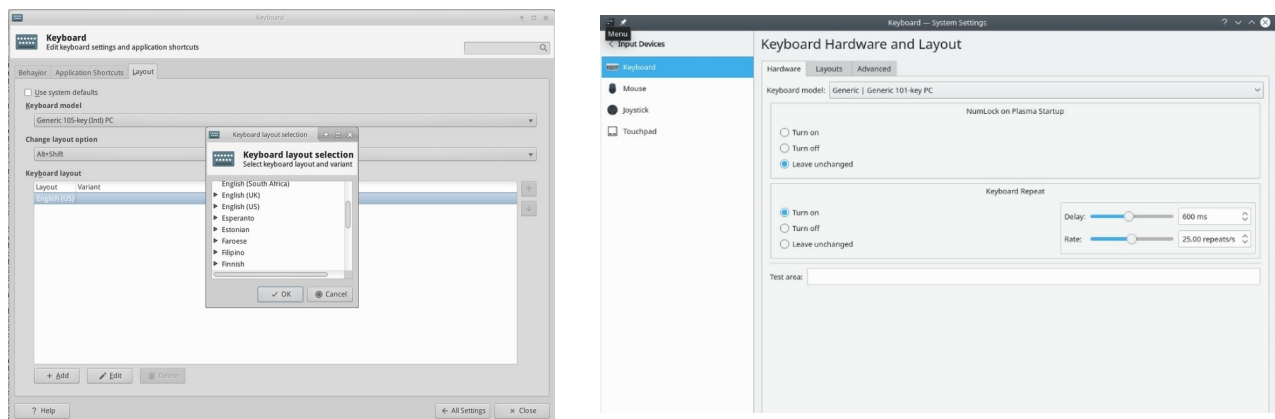 Keyboard
Keyboard
Edit keyboard settings and application shortcuts
Behavior Application Shortcuts Layout
Use system defaults
Keyboard model
Generic 105-key (Intl) PC
Change layout option
Alt+Shift
Keyboard layout
Layout Variant
English (US)
Keyboard layout selection
Keyboard layout selection
Select keyboard layout and variant
English (South Africa)
English (UK)
English (US)
Esperanto
Estonian
Faroese
Filipino
Finnish
OK Cancel
+ Add Edit Delete
? Help
← All Settings × Close
Keyboard — System Settings
Menu
< Input Devices
Keyboard
Mouse
Joystick
Touchpad
Keyboard Hardware and Layout
Hardware Layouts Advanced
Keyboard model: Generic | Generic 101-key PC
NumLock on Plasma Startup
Turn on
Turn off
Leave unchanged
Keyboard Repeat
Turn on
Turn off
Leave unchanged
Delay: 600 ms
Rate: 25.00 repeats/s
Test area: